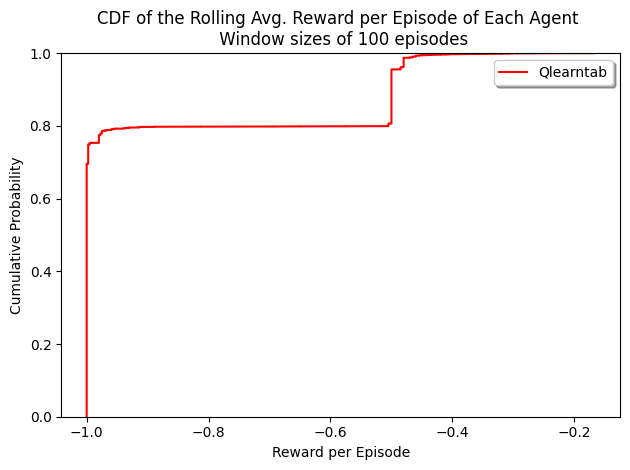 CDF of the Rolling Avg. Reward per Episode of Each Agent
Window sizes of 100 episodes
Qlearntab
Cumulative Probability
1.0
0.8
0.6
0.4
0.2
0.0
−1.0 −0.8 −0.6 −0.4 −0.2
Reward per Episode